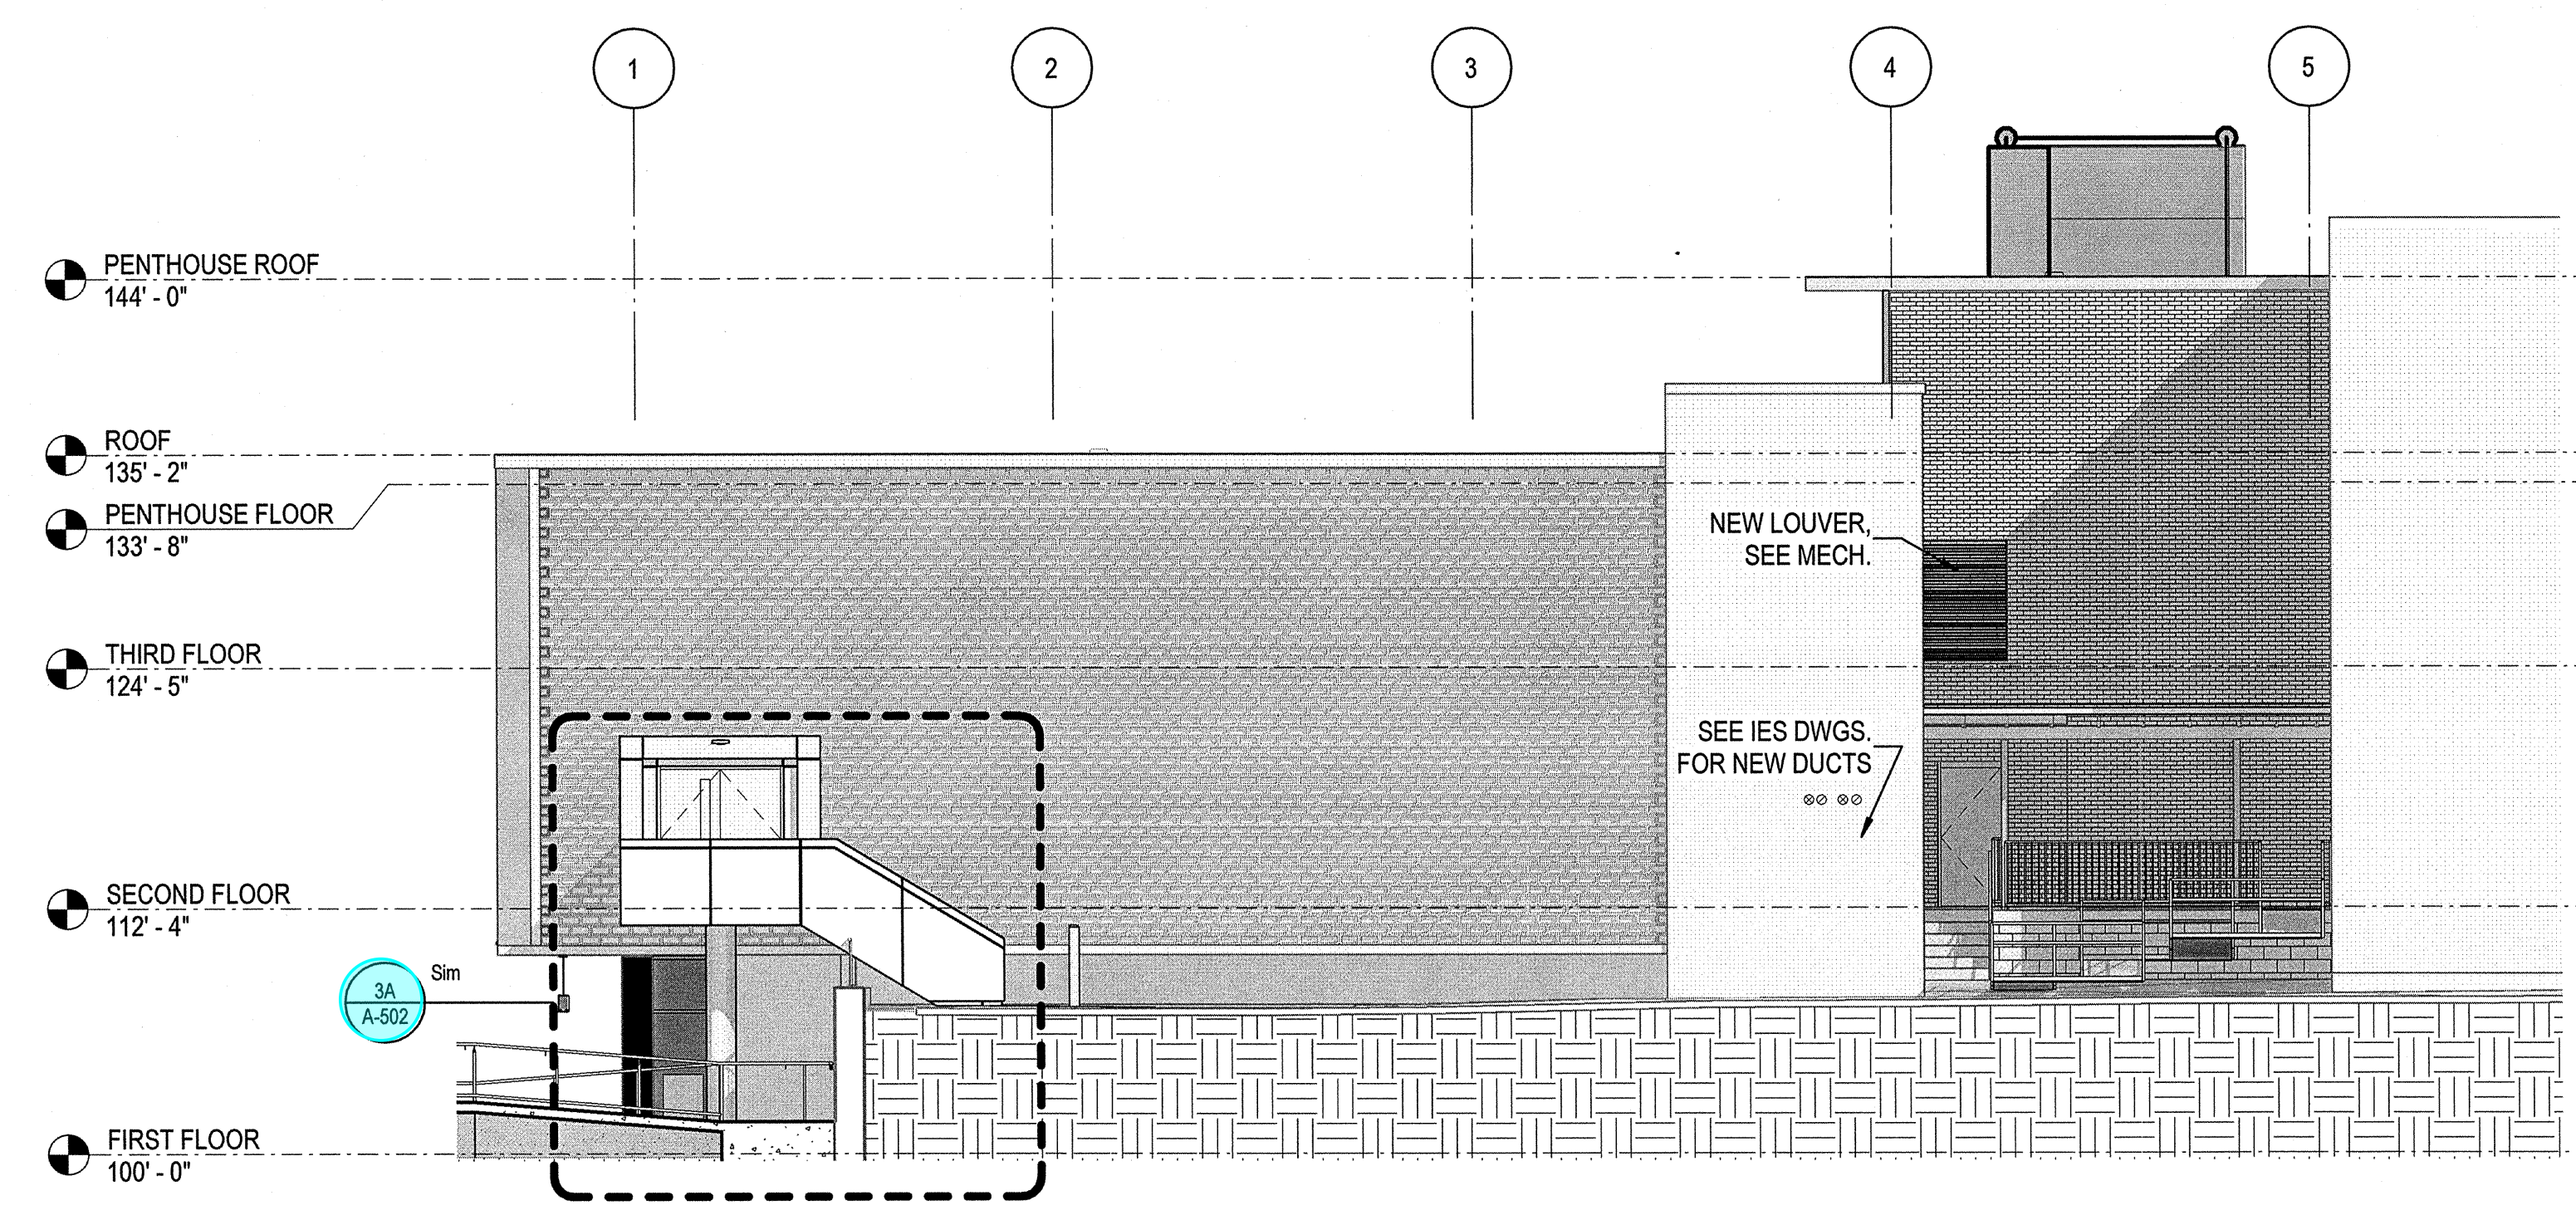 1
2
3
4
5
PENTHOUSE ROOF
144' - 0"
ROOF
135' - 2"
PENTHOUSE FLOOR
133' - 8"
NEW LOUVER,
SEE MECH.
THIRD FLOOR
124' - 5"
SEE IES DWGS.
FOR NEW DUCTS
SECOND FLOOR
112' - 4"
Sim
3A
A-502
FIRST FLOOR
100' - 0"